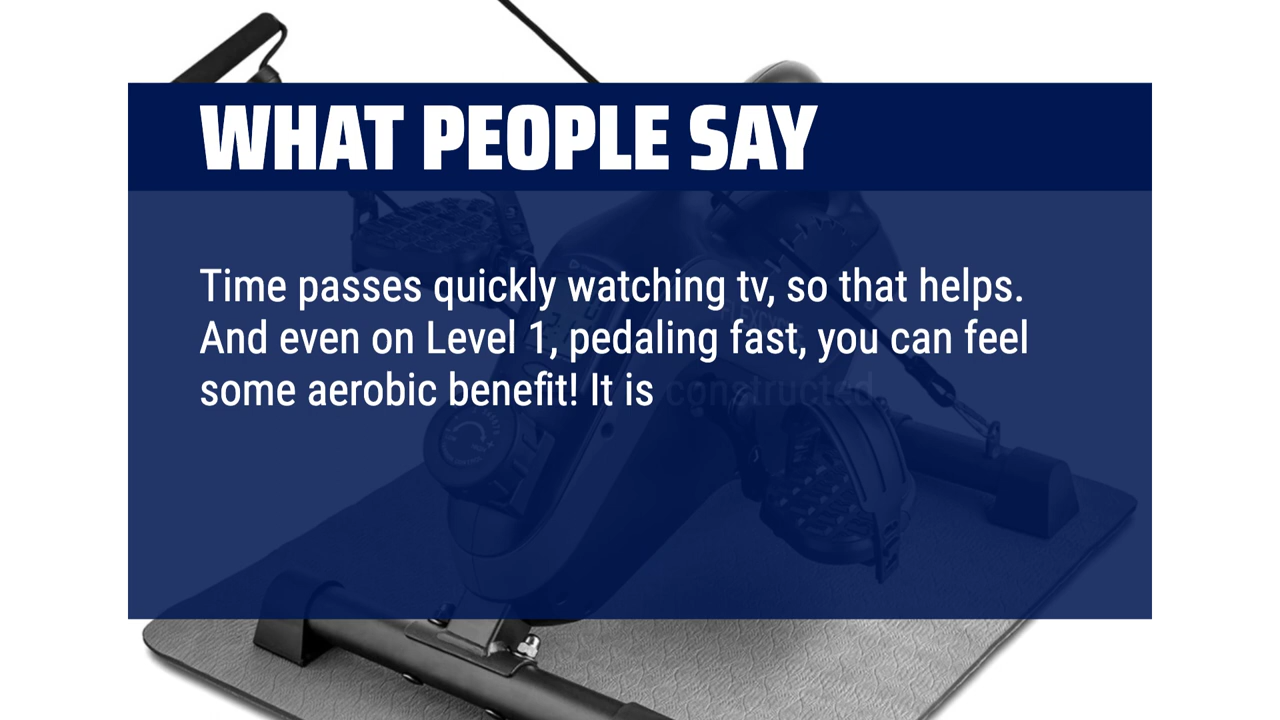 WHAT PEOPLE SAY
Time passes quickly watching tv, so that helps.
And even on Level 1, pedaling fast, you can feel
some aerobic benefit! It is constructed